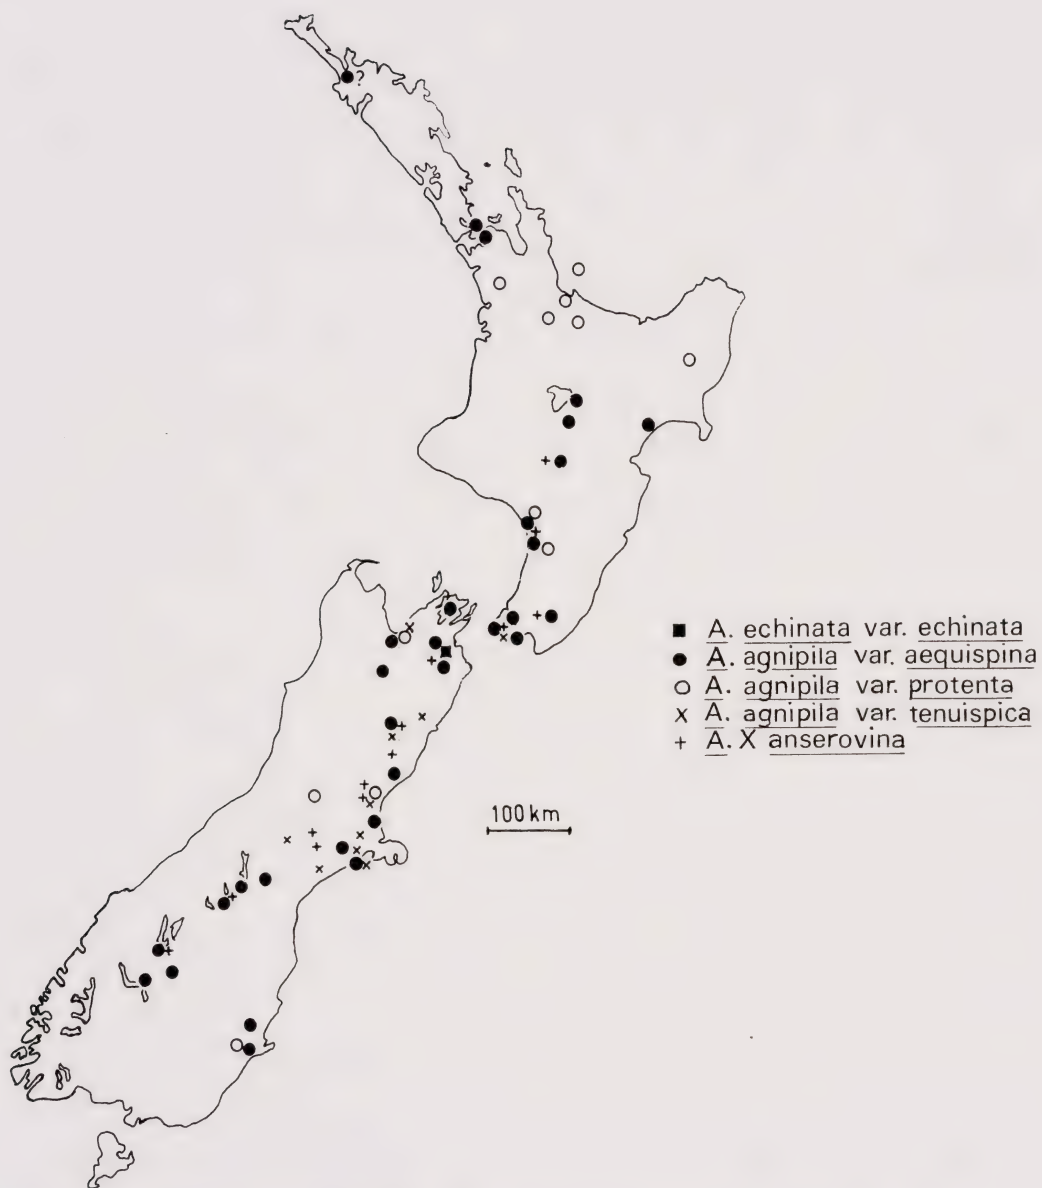 ?
■ A. echinata var. echinata
● A. agnipila var. aequispina
○ A. agnipila var. protenta
x A. agnipila var. tenuispica
+ A. X anserovina
100 km